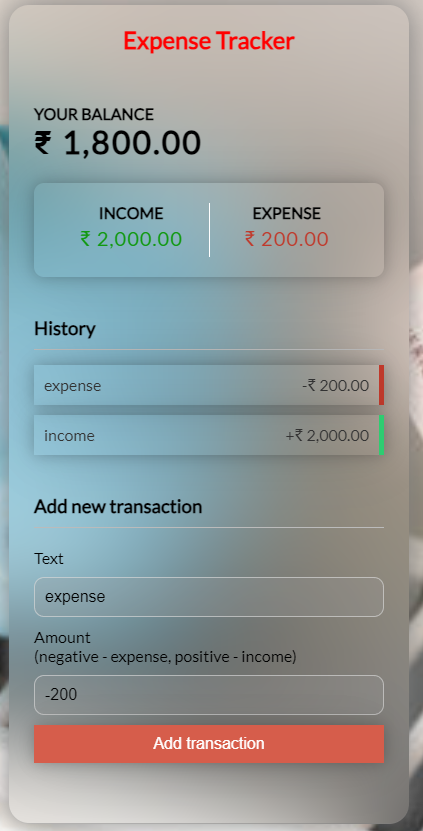 Expense Tracker
YOUR BALANCE
₹ 1,800.00
INCOME EXPENSE
₹ 2,000.00 ₹ 200.00
History
expense -₹ 200.00
income +₹ 2,000.00
Add new transaction
Text
expense
Amount
(negative - expense, positive - income)
-200
Add transaction